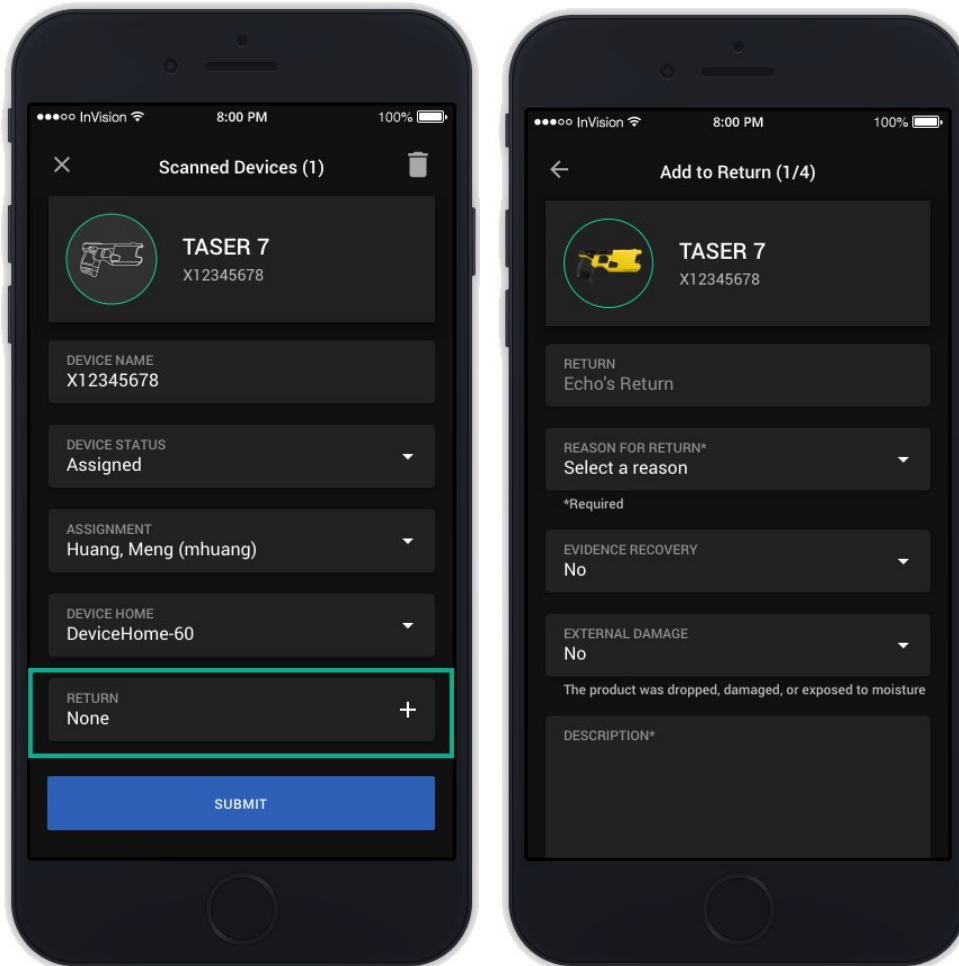 InVision 8:00 PM 100%
Scanned Devices (1)
TASER 7
X12345678
DEVICE NAME
X12345678
DEVICE STATUS
Assigned
ASSIGNMENT
Huang, Meng (mhuang)
DEVICE HOME
DeviceHome-60
RETURN
None
SUBMIT
InVision 8:00 PM 100%
Add to Return (1/4)
TASER 7
X12345678
RETURN
Echo's Return
REASON FOR RETURN*
Select a reason
*Required
EVIDENCE RECOVERY
No
EXTERNAL DAMAGE
No
The product was dropped, damaged, or exposed to moisture
DESCRIPTION*